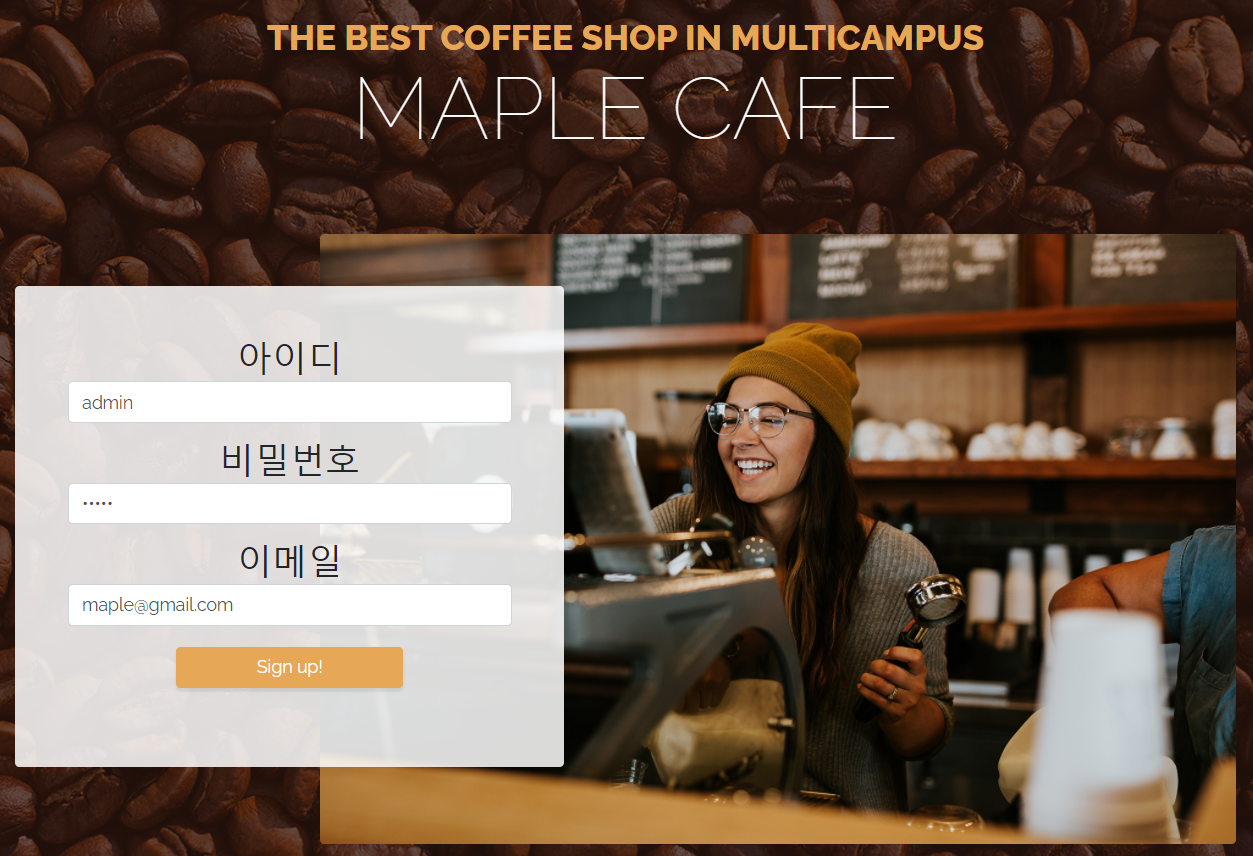 THE BEST COFFEE SHOP IN MULTICAMPUS
MAPLE CAFE
아이디
admin
비밀번호
•••••
이메일
maple@gmail.com
Sign up!